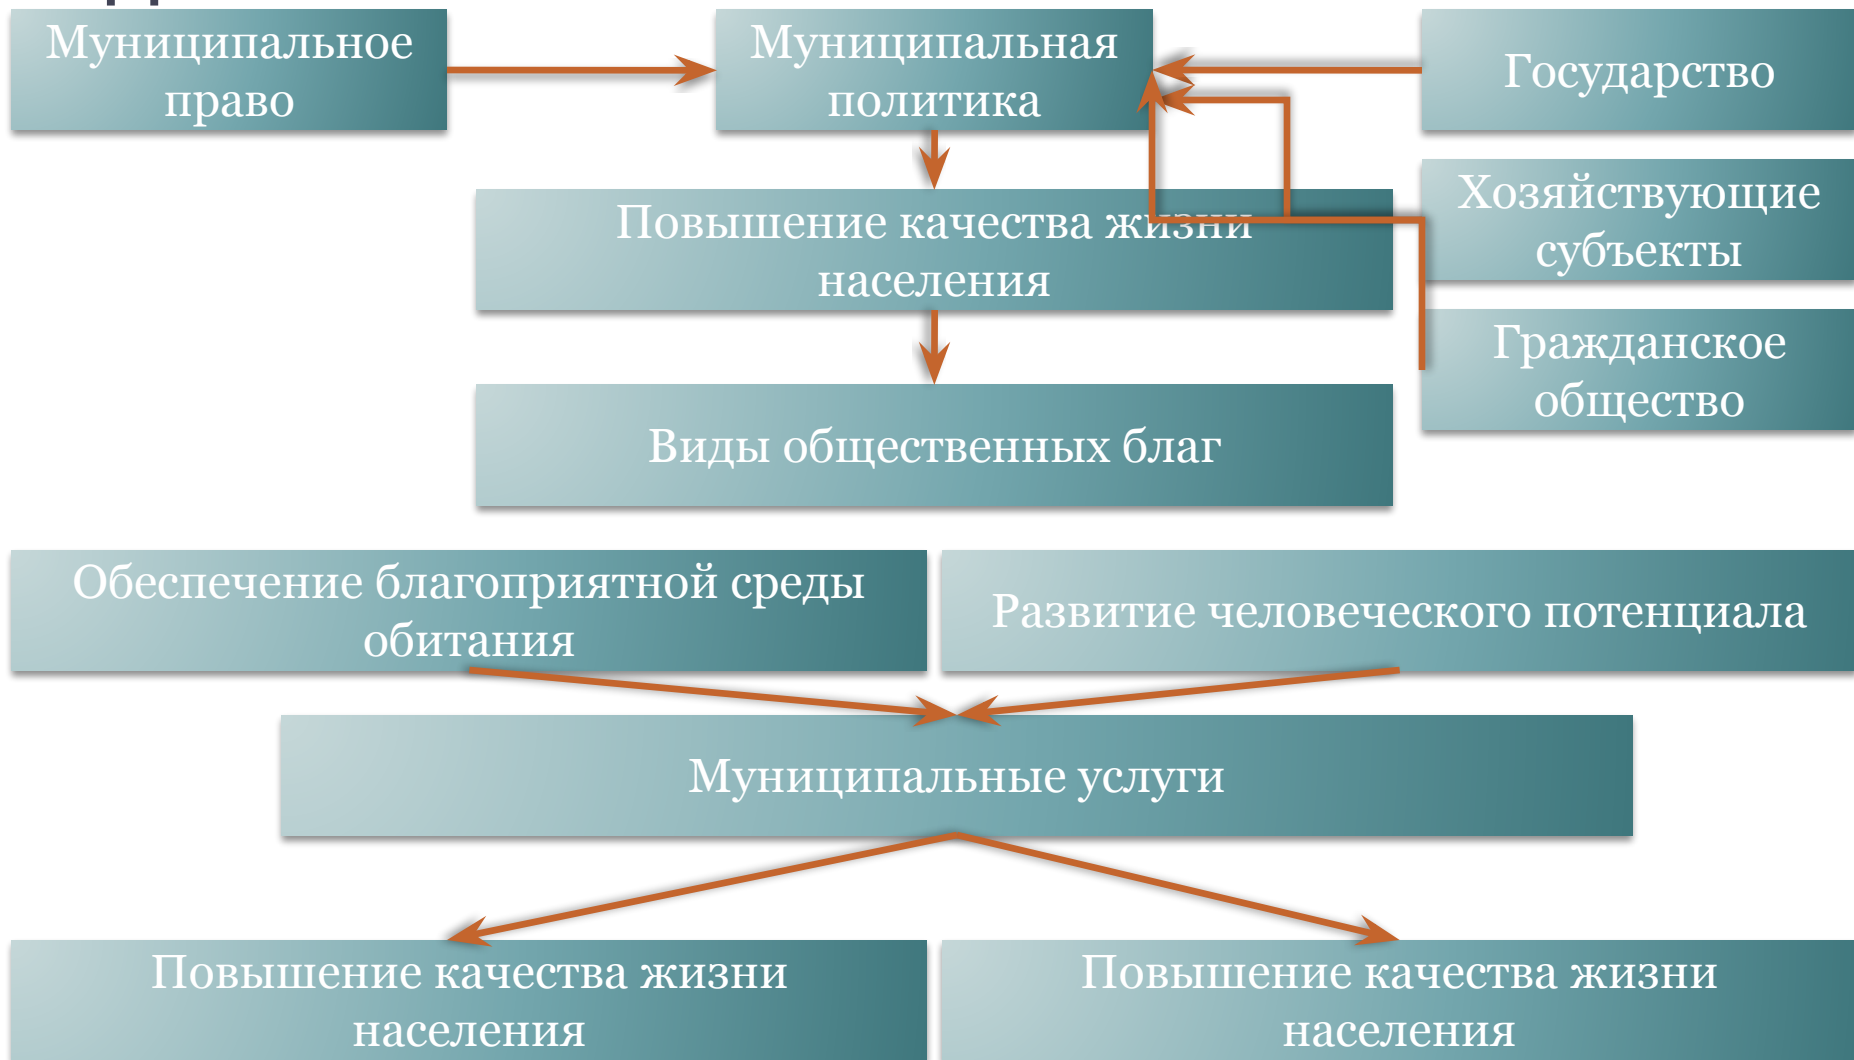 Муниципальное
право
Муниципальная
политика
Государство
Хозяйствующие
субъекты
Повышение качества жизни
населения
Гражданское
общество
Виды общественных благ
Обеспечение благоприятной среды
обитания
Развитие человеческого потенциала
Муниципальные услуги
Повышение качества жизни
населения
Повышение качества жизни
населения